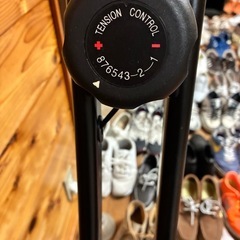 TENSION CONTROL
+ -
876543-2-1